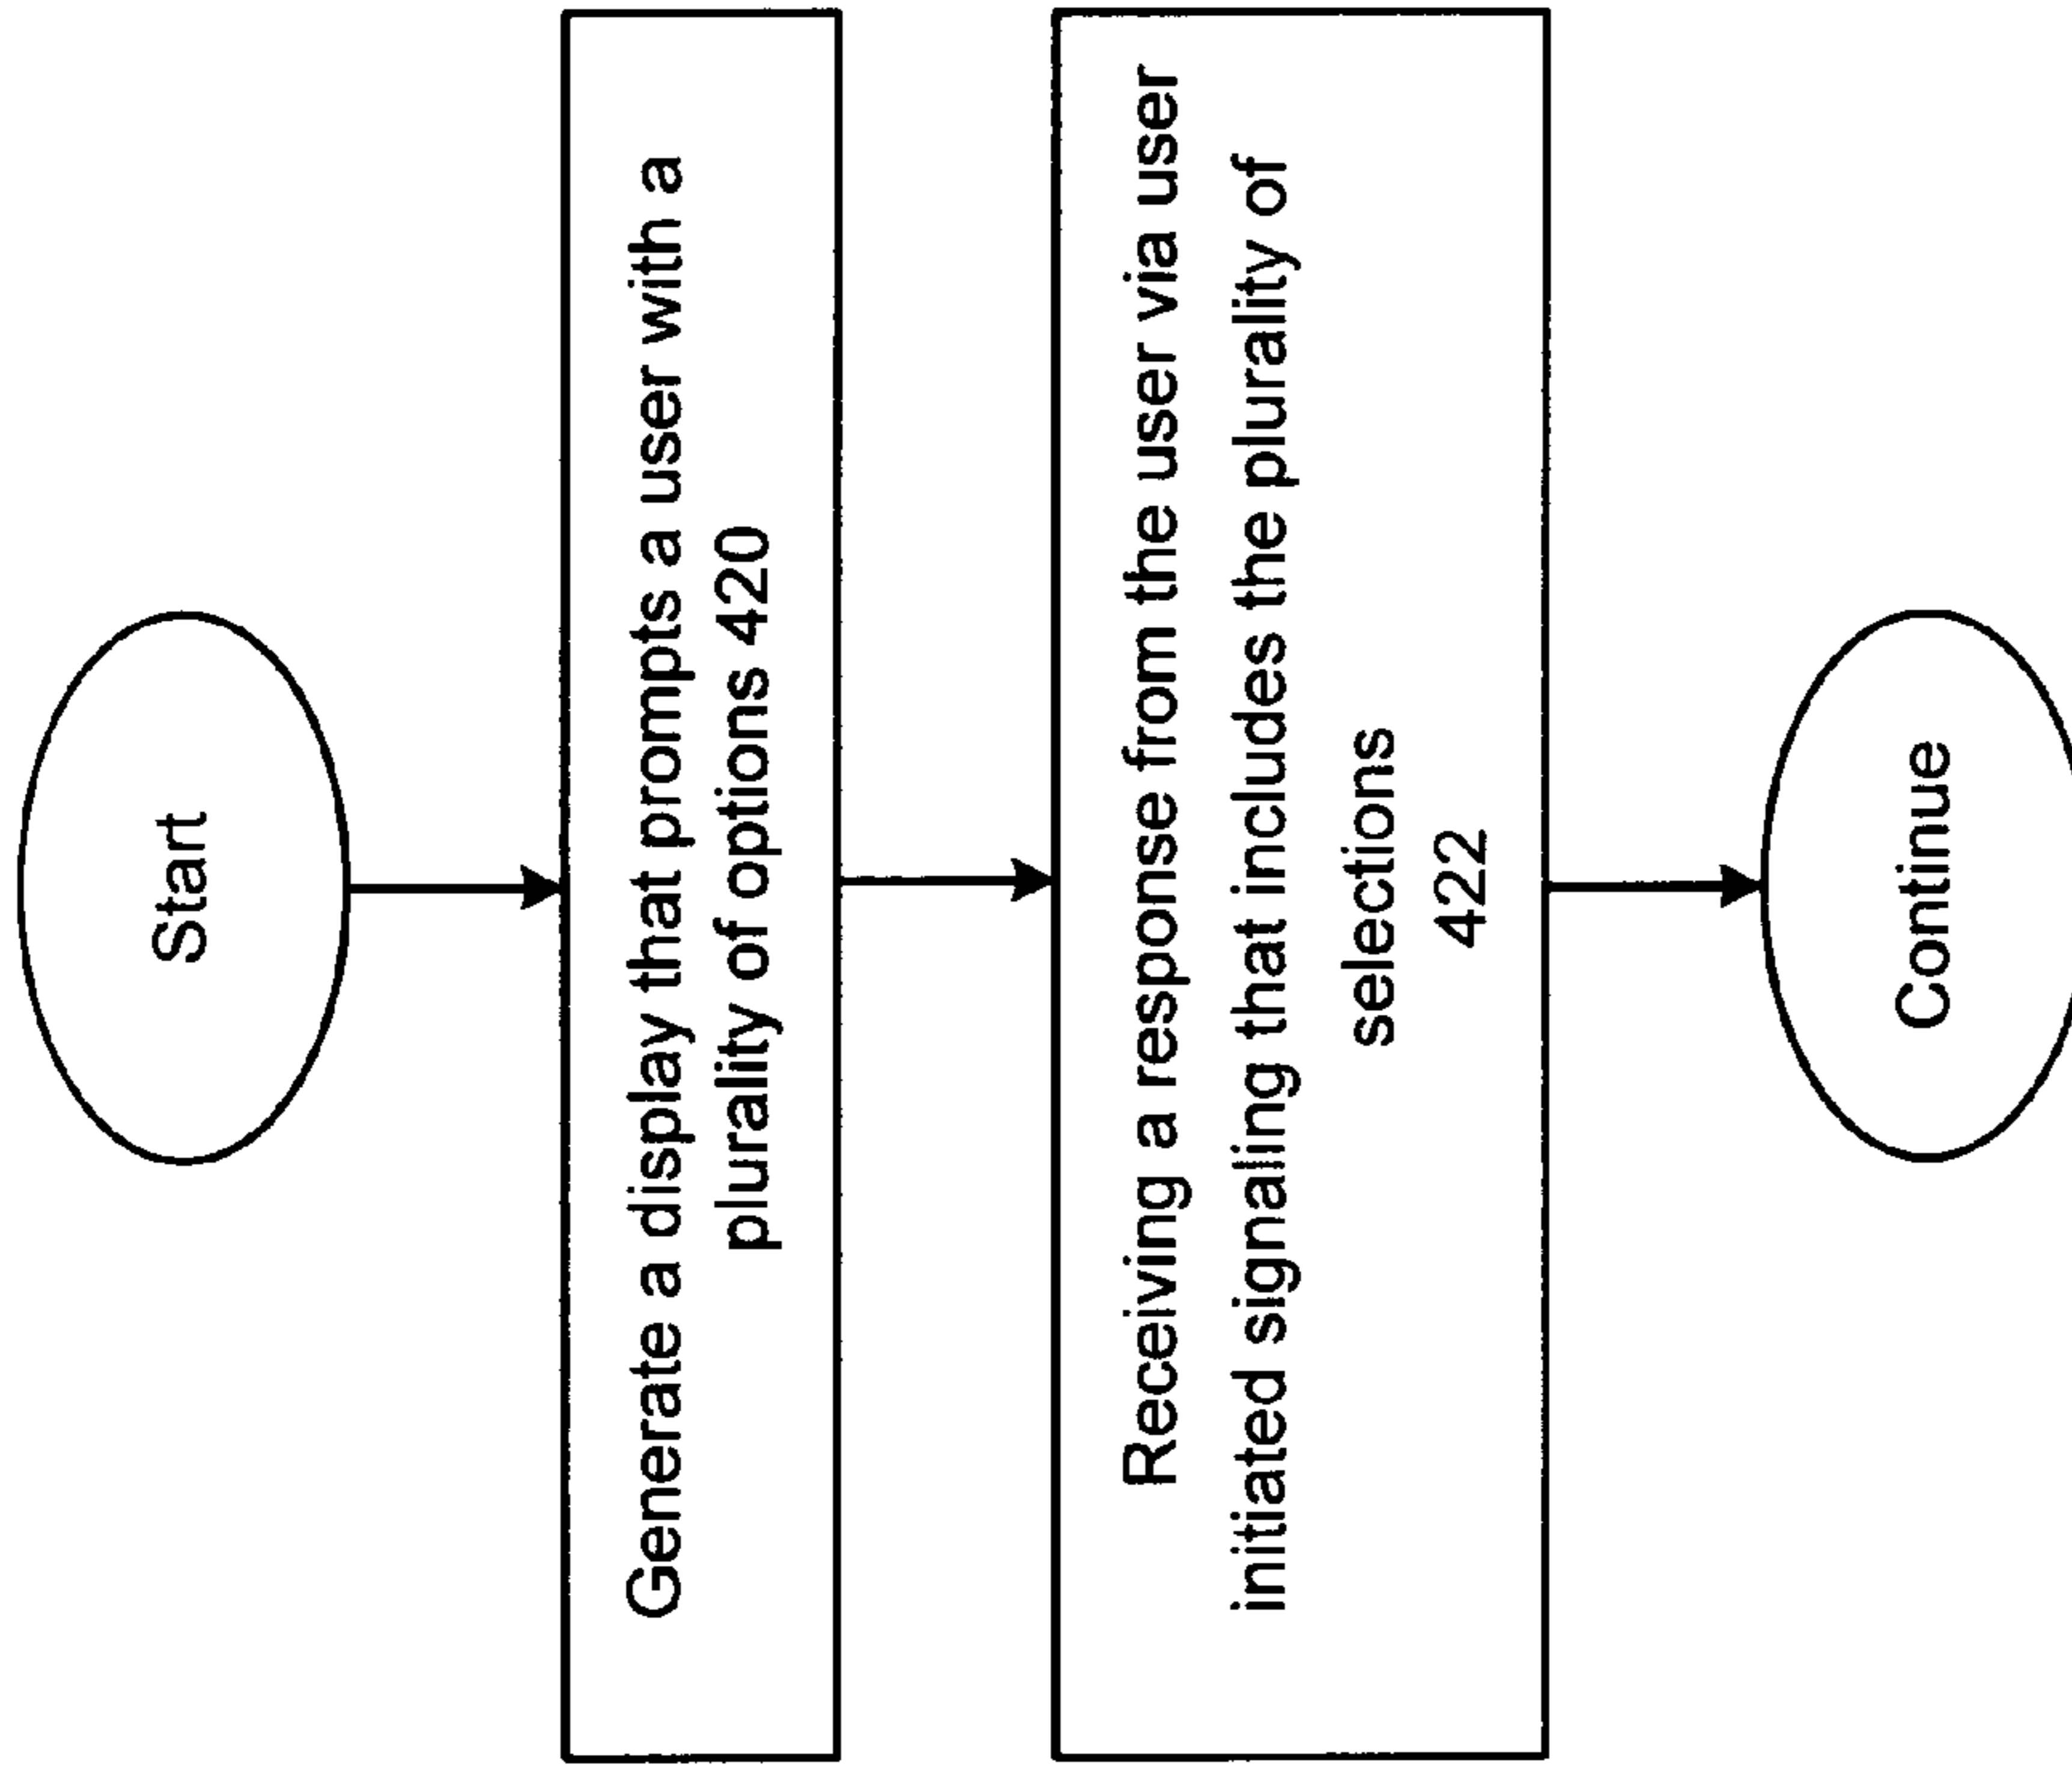 Start
Generate a display that prompts a user with a
plurality of options 420
Receiving a response from the user via user
initiated signaling that includes the plurality of
selections
422
Continue